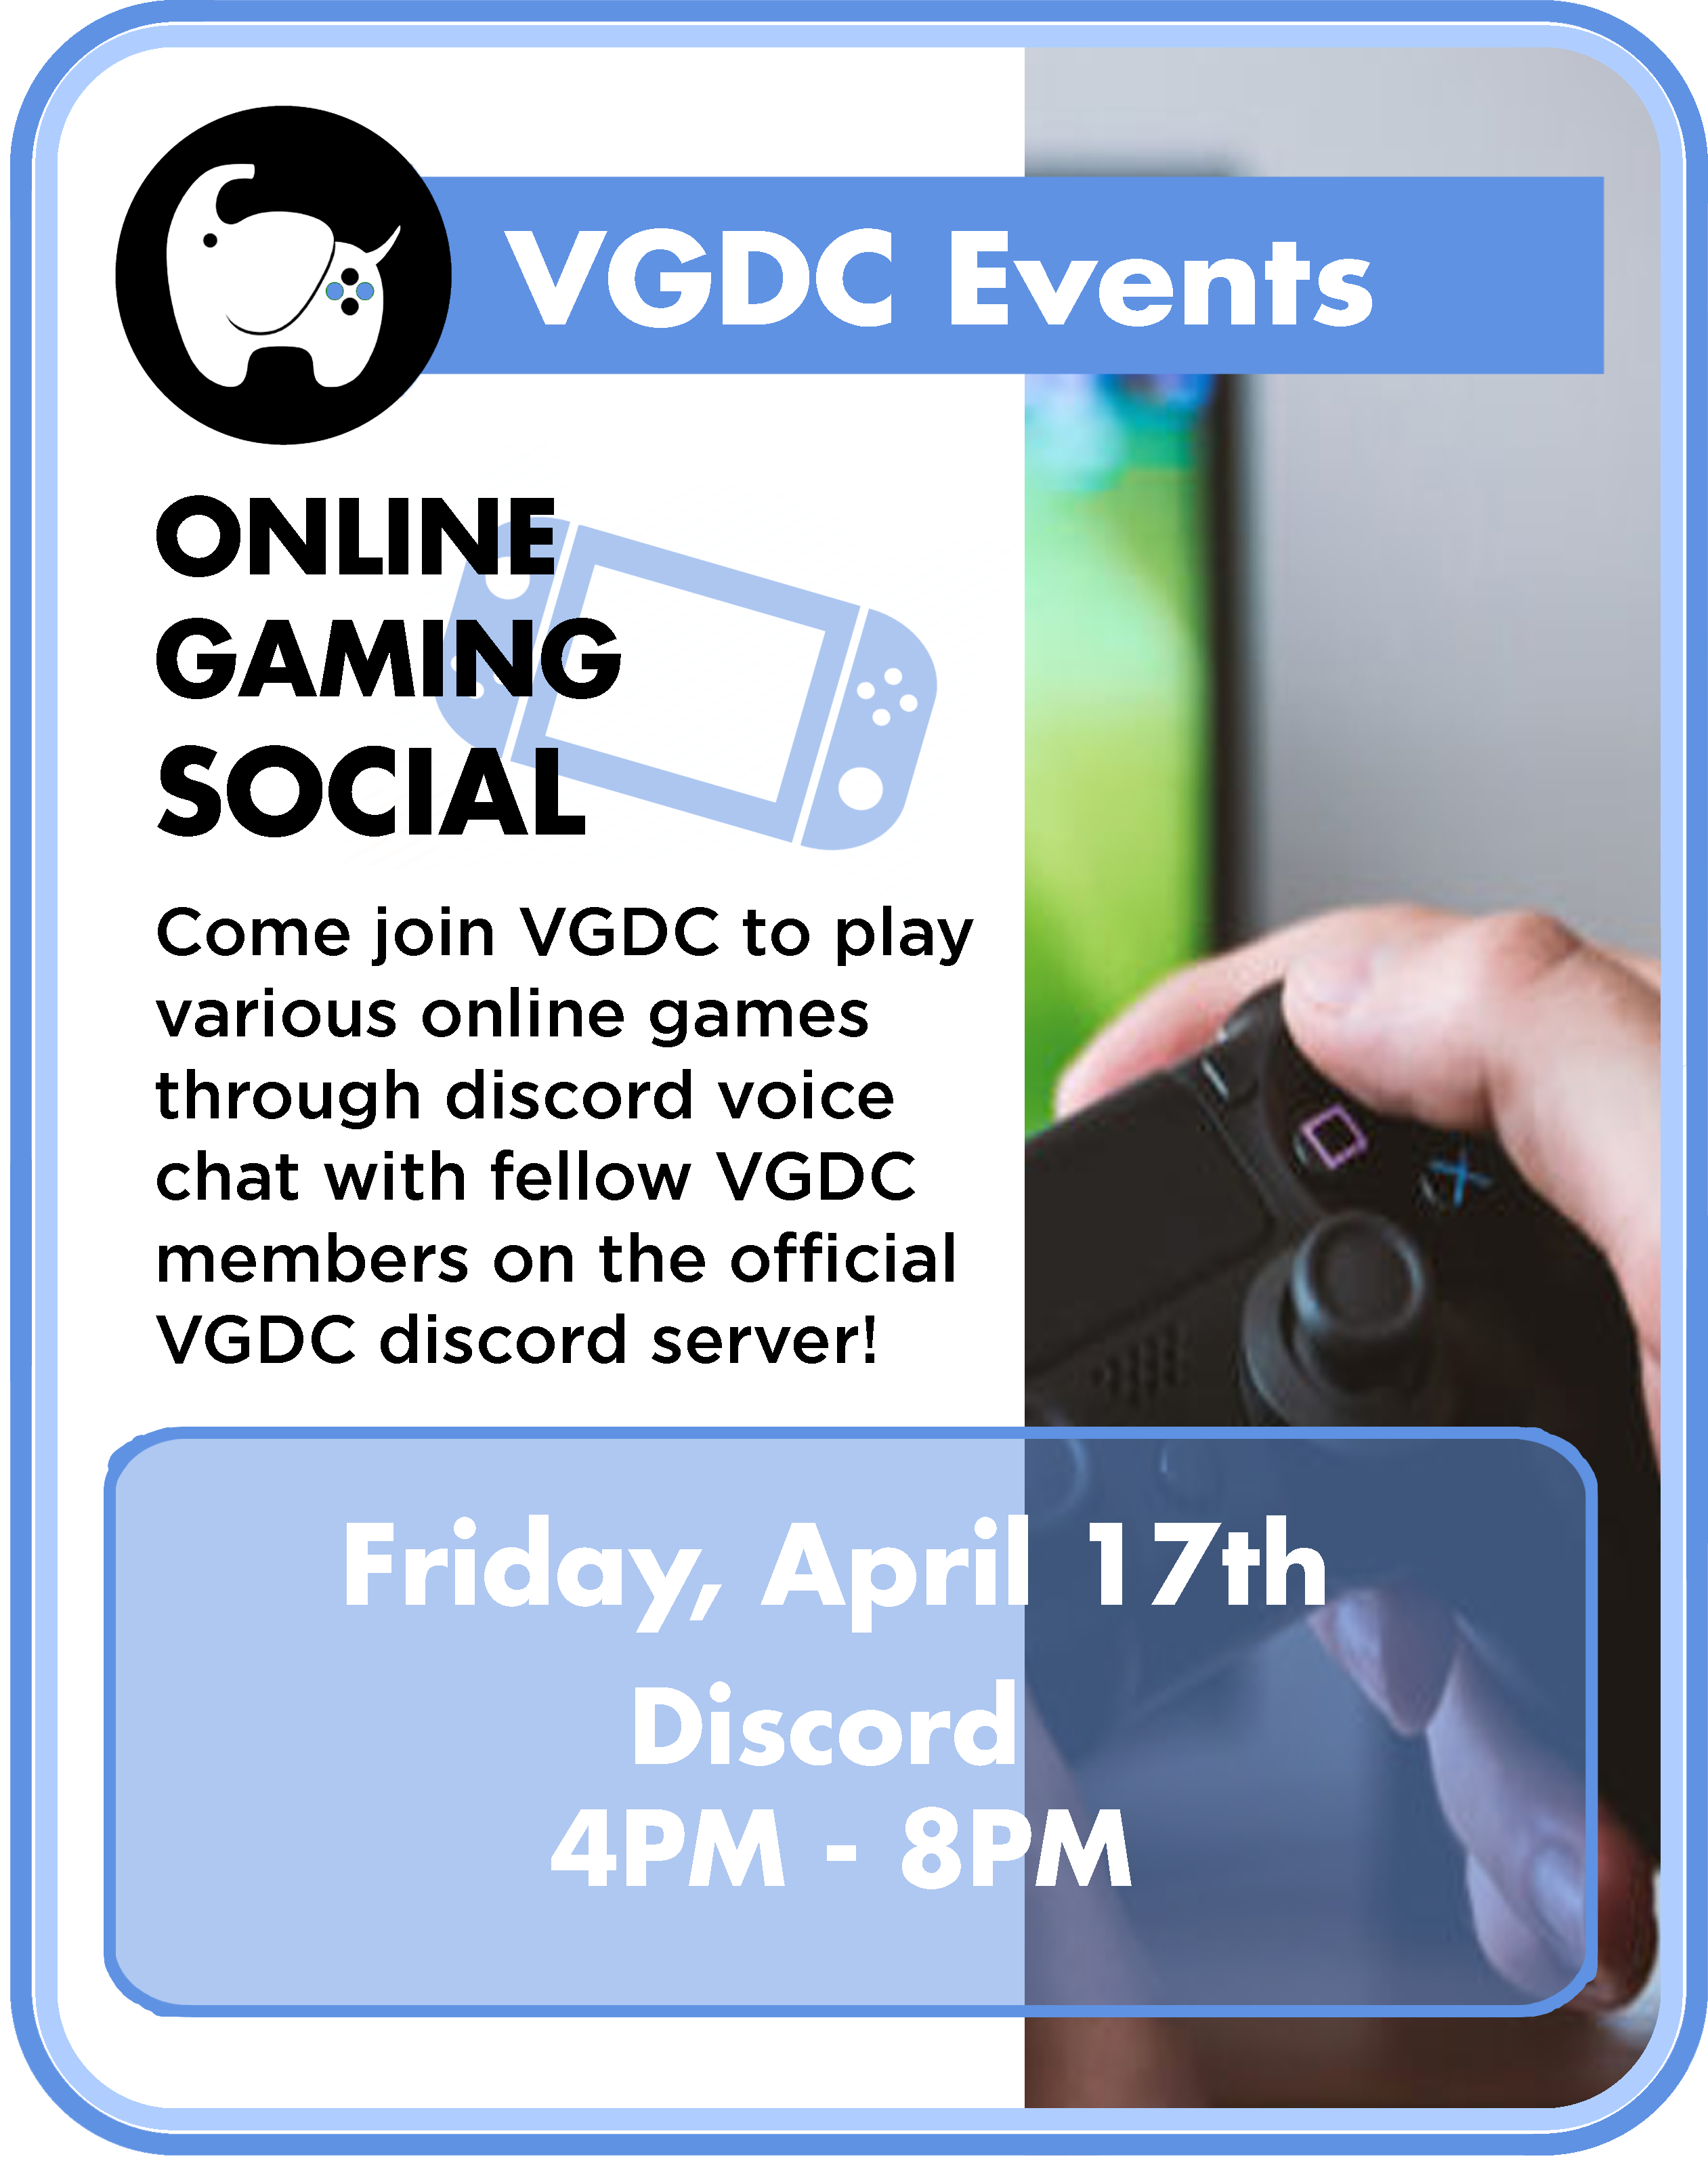 VGDC Events
ONLINE
GAMING
SOCIAL
Come join VGDC to play
various online games
through discord voice
chat with fellow VGDC
members on the official
VGDC discord server!
Friday, April 17th
Discord
4PM - 8PM